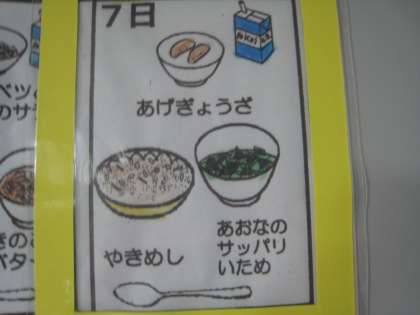 7日
あげぎょうざ
やきめし
あおなの
サッパリ
いため